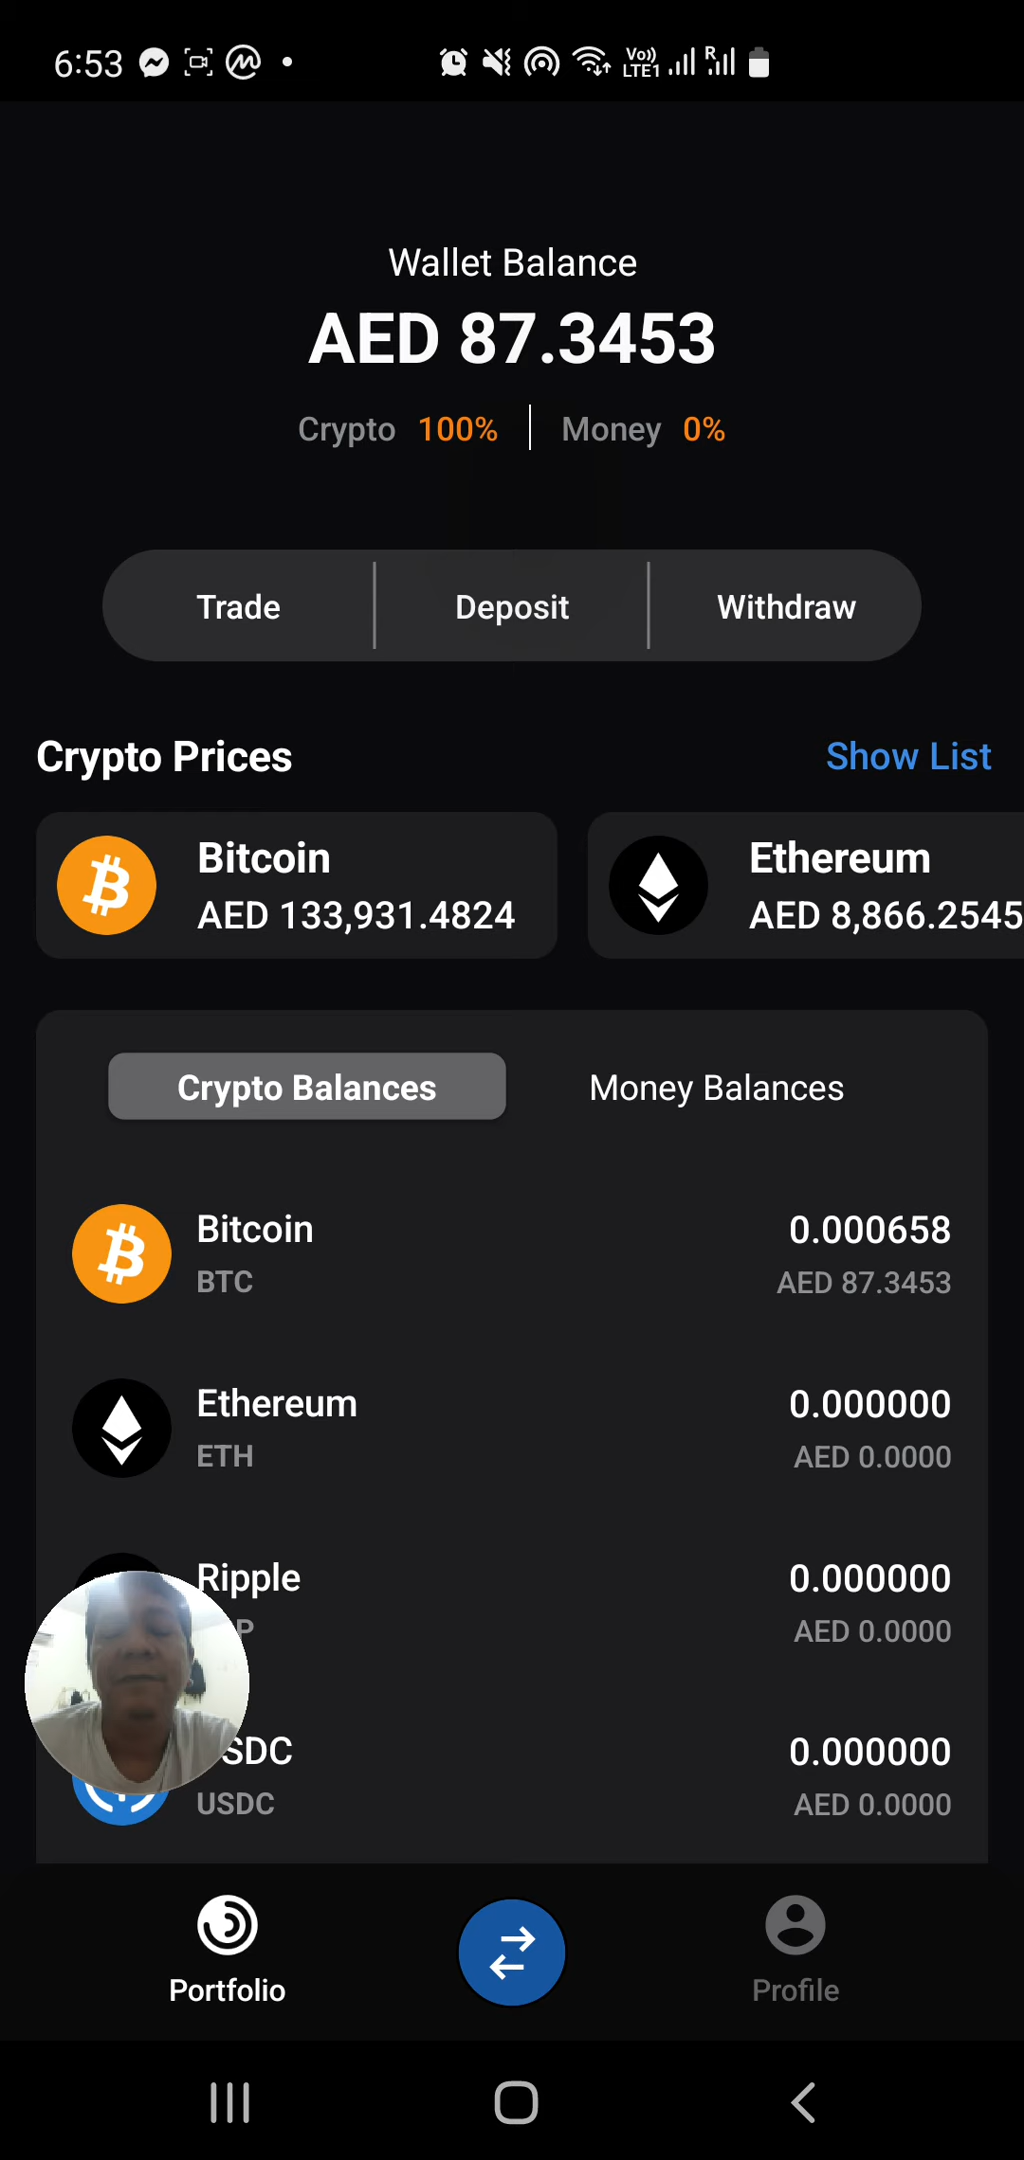 6:53
Vo)) LTE1 R
Wallet Balance
AED 87.3453
Crypto 100% Money 0%
Trade Deposit Withdraw
Crypto Prices Show List
Bitcoin
AED 133,931.4824
Ethereum
AED 8,866.2545
Crypto Balances Money Balances
Bitcoin 0.000658
BTC AED 87.3453
Ethereum 0.000000
ETH AED 0.0000
Ripple 0.000000
P AED 0.0000
SDC 0.000000
USDC AED 0.0000
Portfolio Profile